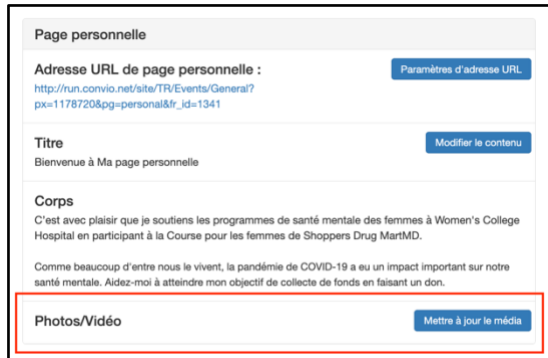 Page personnelle
Adresse URL de page personnelle :
Paramètres d'adresse URL
http://run.convio.net/site/TR/Events/General?
px=1178720&pg=personal&fr_id=1341
Titre
Modifier le contenu
Bienvenue à Ma page personnelle
Corps
C'est avec plaisir que je soutiens les programmes de santé mentale des femmes à Women's College
Hospital en participant à la Course pour les femmes de Shoppers Drug MartMD.
Comme beaucoup d'entre nous le vivent, la pandémie de COVID-19 a eu un impact important sur notre
santé mentale. Aidez-moi à atteindre mon objectif de collecte de fonds en faisant un don.
Photos/Vidéo
Mettre à jour le média